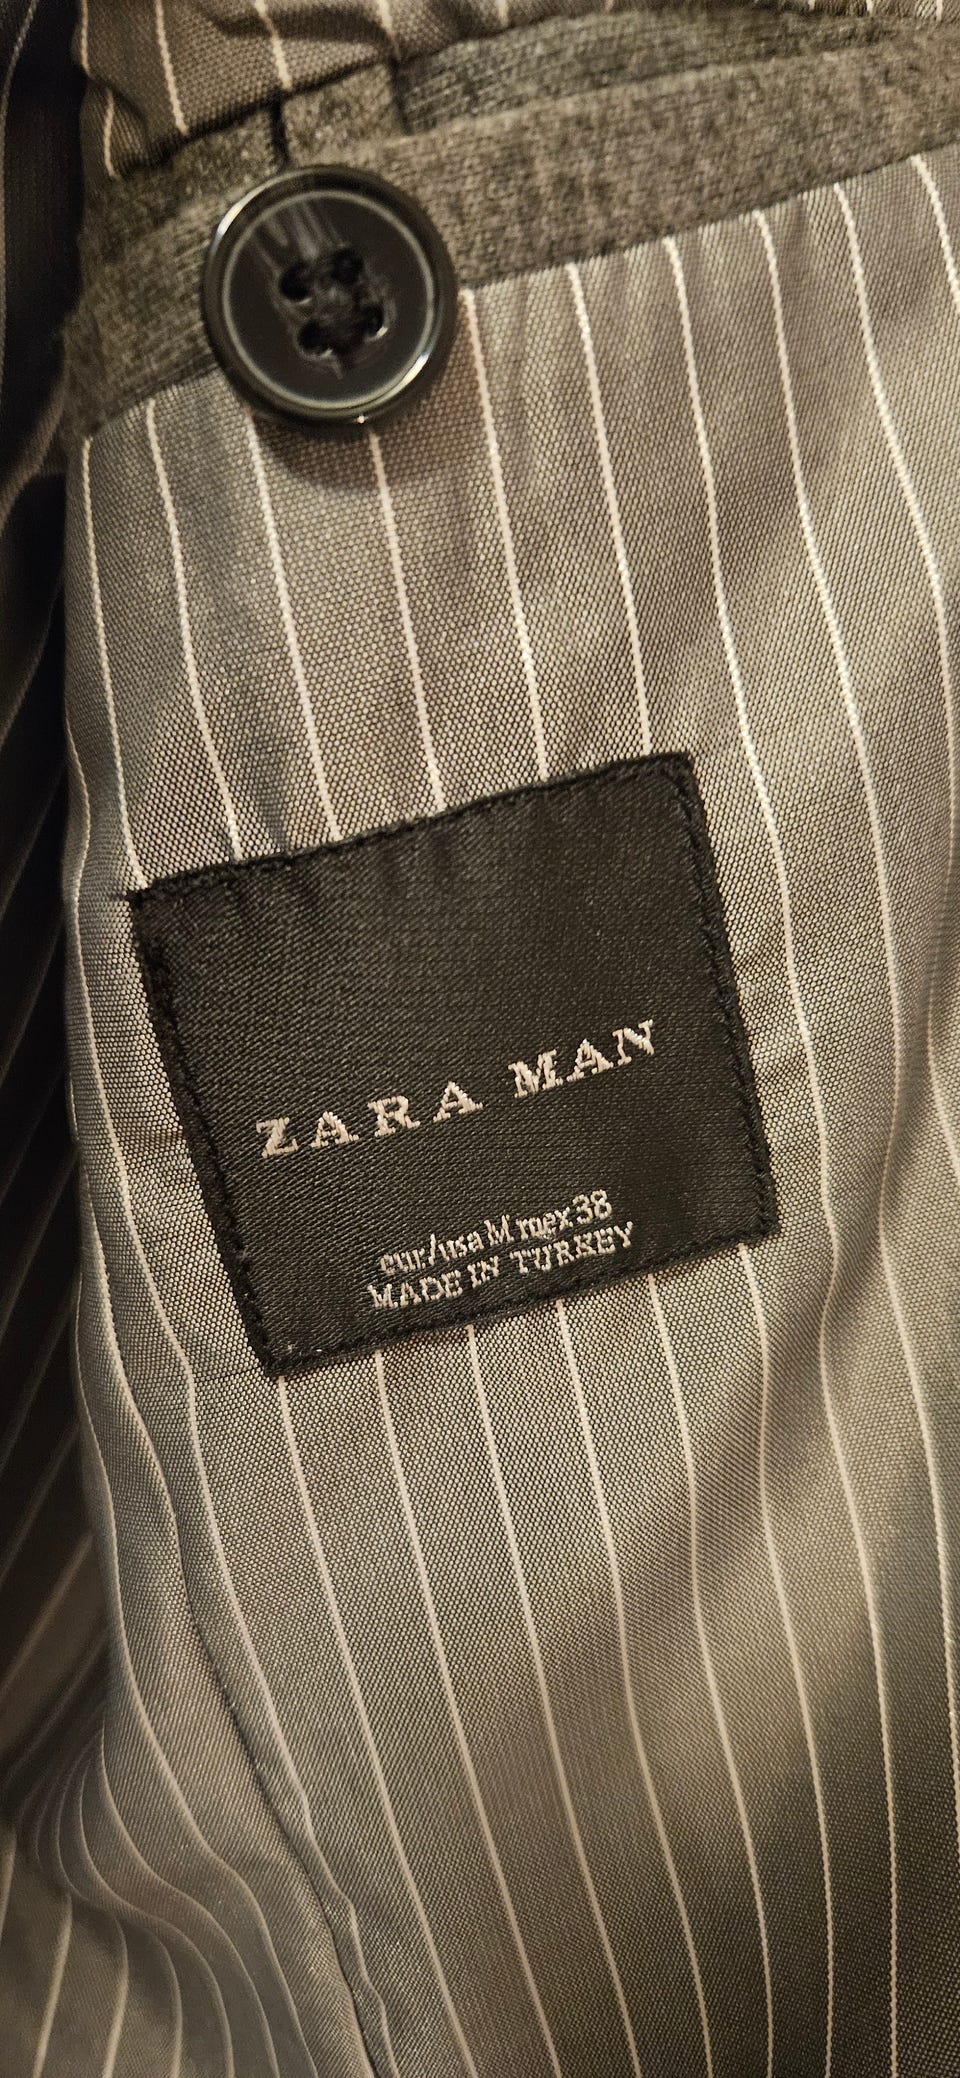 ZARA MAN
eur/usa M mex 38
MADE IN TURKEY